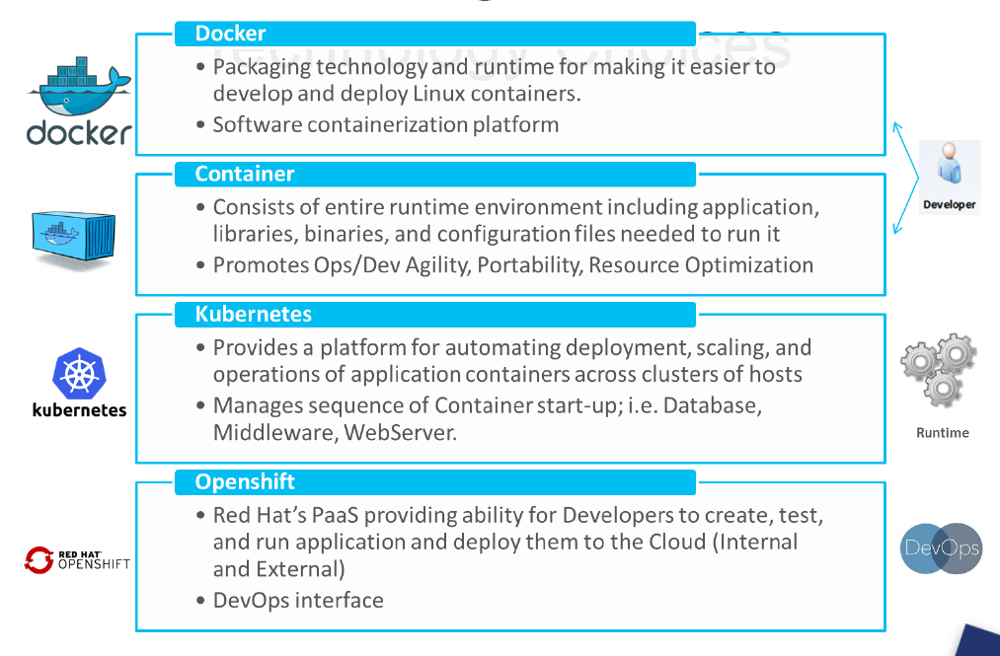 Technology Choices
Docker
• Packaging technology and runtime for making it easier to
develop and deploy Linux containers.
• Software containerization platform
docker
Developer
Container
• Consists of entire runtime environment including application,
libraries, binaries, and configuration files needed to run it
• Promotes Ops/Dev Agility, Portability, Resource Optimization
Kubernetes
• Provides a platform for automating deployment, scaling, and
operations of application containers across clusters of hosts
• Manages sequence of Container start-up; i.e. Database,
Middleware, WebServer.
kubernetes
Runtime
Openshift
• Red Hat's PaaS providing ability for Developers to create, test,
and run application and deploy them to the Cloud (Internal
and External)
• DevOps interface
RED HAT
OPENSHIFT
DevOps